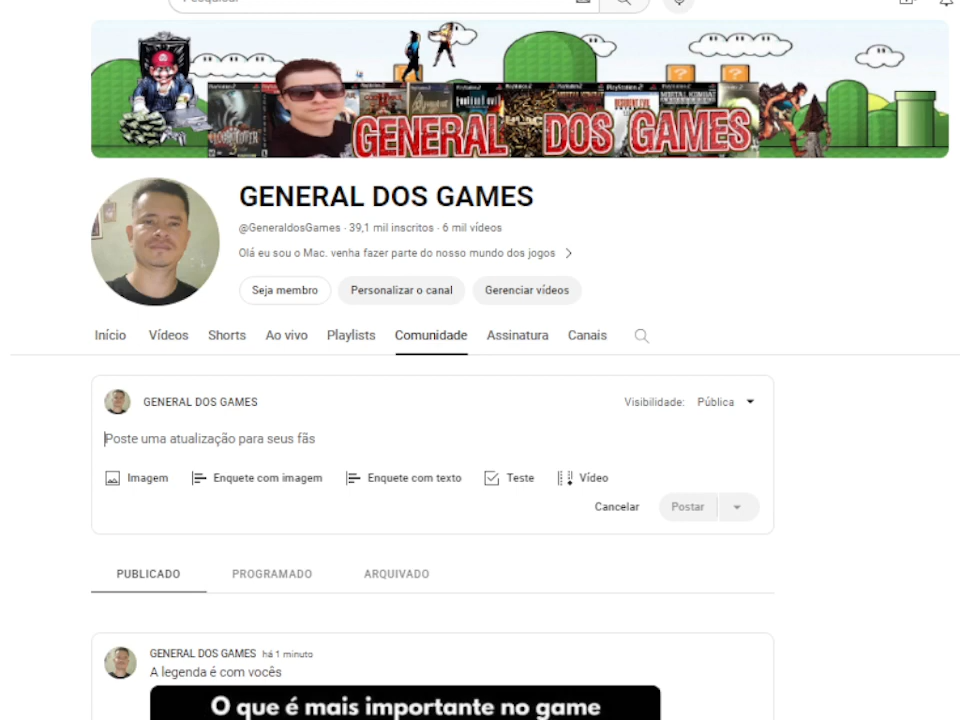 GENERAL DOS GAMES
GENERAL DOS GAMES
@GeneraldosGames · 39,1 mil inscritos · 6 mil vídeos
Olá eu sou o Mac. venha fazer parte do nosso mundo dos jogos
Seja membro Personalizar o canal Gerenciar vídeos
Início Vídeos Shorts Ao vivo Playlists Comunidade Assinatura Canais
GENERAL DOS GAMES Visibilidade: Pública
Poste uma atualização para seus fãs
Imagem Enquete com imagem Enquete com texto Teste Vídeo
Cancelar Postar
PUBLICADO PROGRAMADO ARQUIVADO
GENERAL DOS GAMES há 1 minuto
A legenda é com vocês
O que é mais importante no game